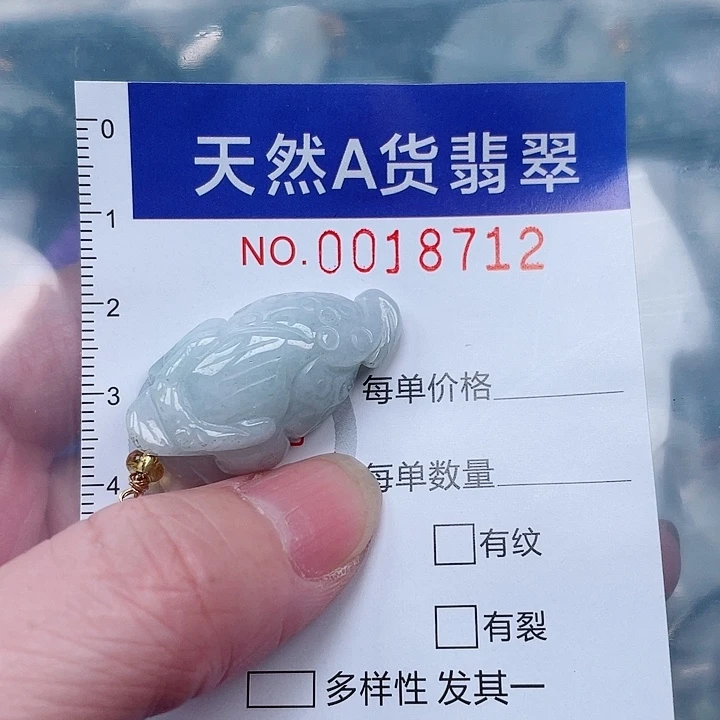 天然A货翡翠
NO.0018712
0
1
2
3
4
每单价格
每单数量
有纹
有裂
多样性 发其一